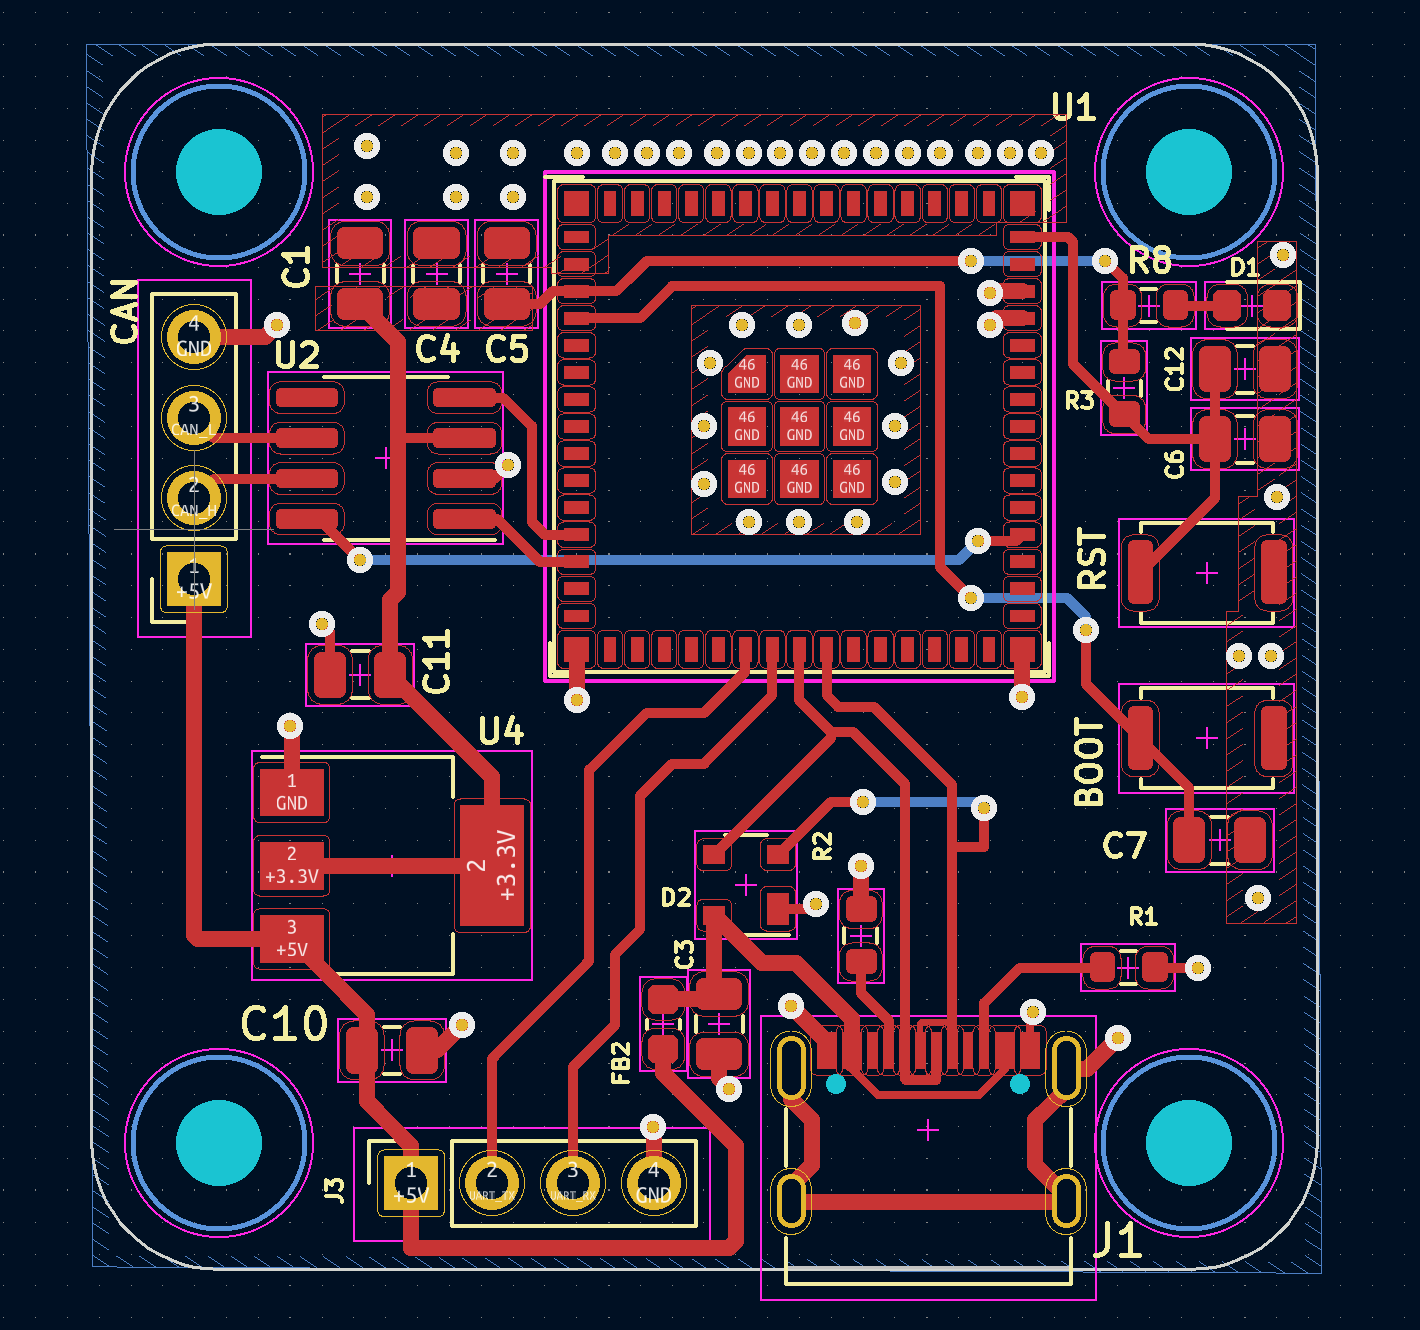 U1
R8
D1
C1
CAN
4
GND
U2
C4
C5
C12
R3
46
GND
46
GND
46
GND
3
CAN_L
46
GND
46
GND
46
GND
C6
2
CAN_H
46
GND
46
GND
46
GND
RST
1
+5V
C11
U4
BOOT
1
GND
2
+3.3V
2
+3.3V
R2
C7
D2
R1
3
+5V
C3
C10
FB2
J3
1
+5V
2
UART_TX
3
UART_RX
4
GND
J1